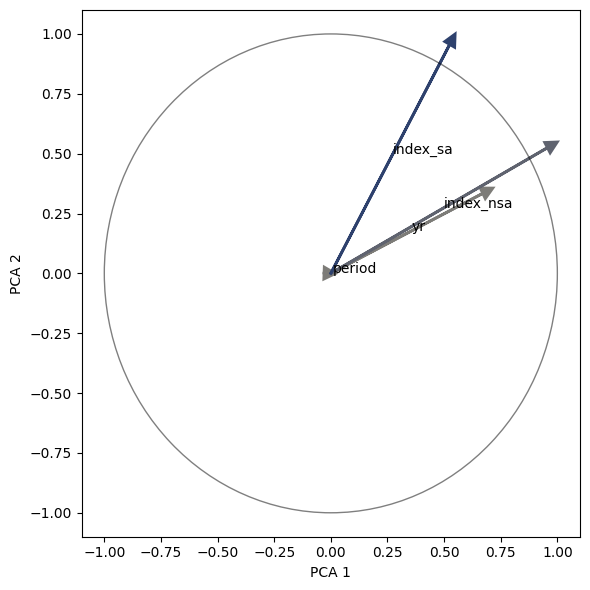 1.00
0.75
0.50
index_sa
index_nsa
0.25
yr
0.00
period
PCA 2
−0.25
−0.50
−0.75
−1.00
−1.00 −0.75 −0.50 −0.25 0.00 0.25 0.50 0.75 1.00
PCA 1